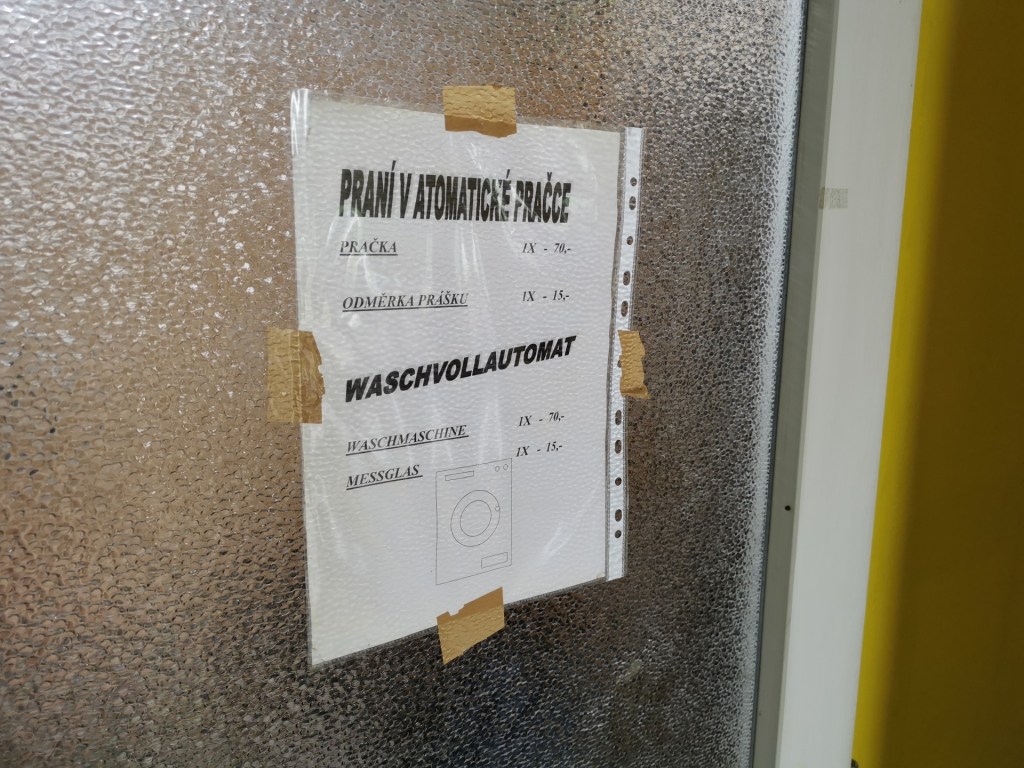 PRANÍ V ATOMATICKÉ PRAČCE
PRAČKA 1X - 70,-
ODMĚRKA PRÁŠKU 1X - 15,-
WASCHVOLLAUTOMAT
WASCHMASCHINE 1X - 70,-
MESSGLAS 1X - 15,-